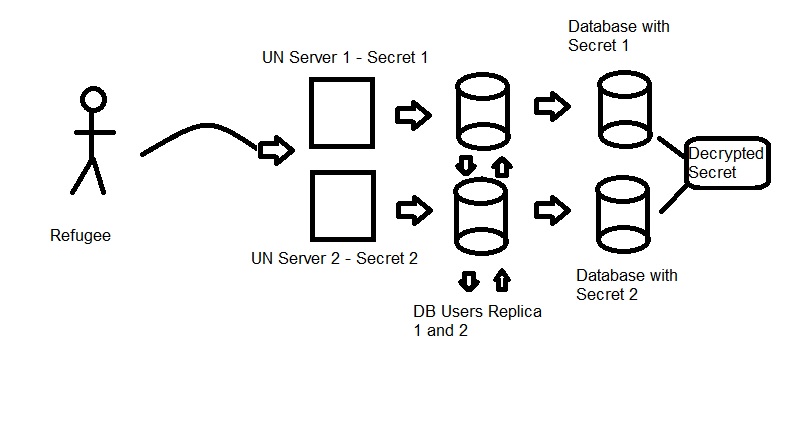 Database with
Secret 1
UN Server 1 - Secret 1
Decrypted
Secret
Refugee
UN Server 2 - Secret 2
Database with
Secret 2
DB Users Replica
1 and 2